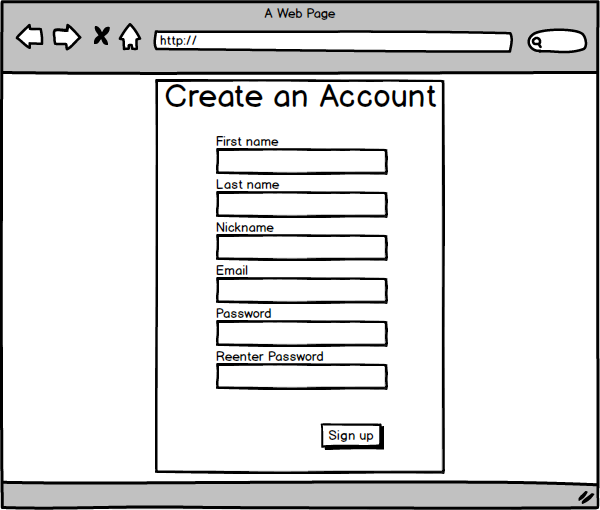 A Web Page
http://
Create an Account
First name
Last name
Nickname
Email
Password
Reenter Password
Sign up